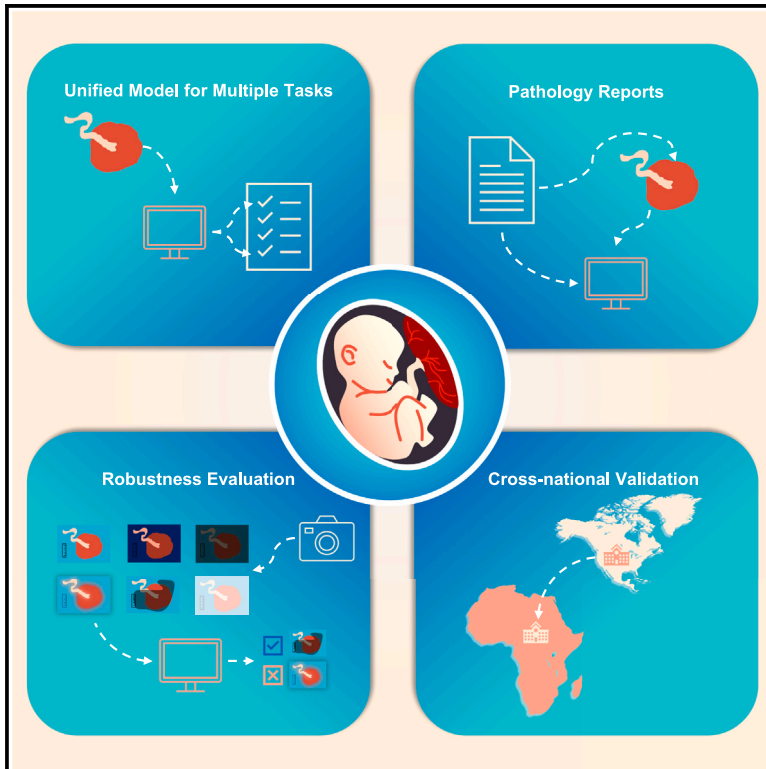 Unified Model for Multiple Tasks
Pathology Reports
Robustness Evaluation
Cross-national Validation